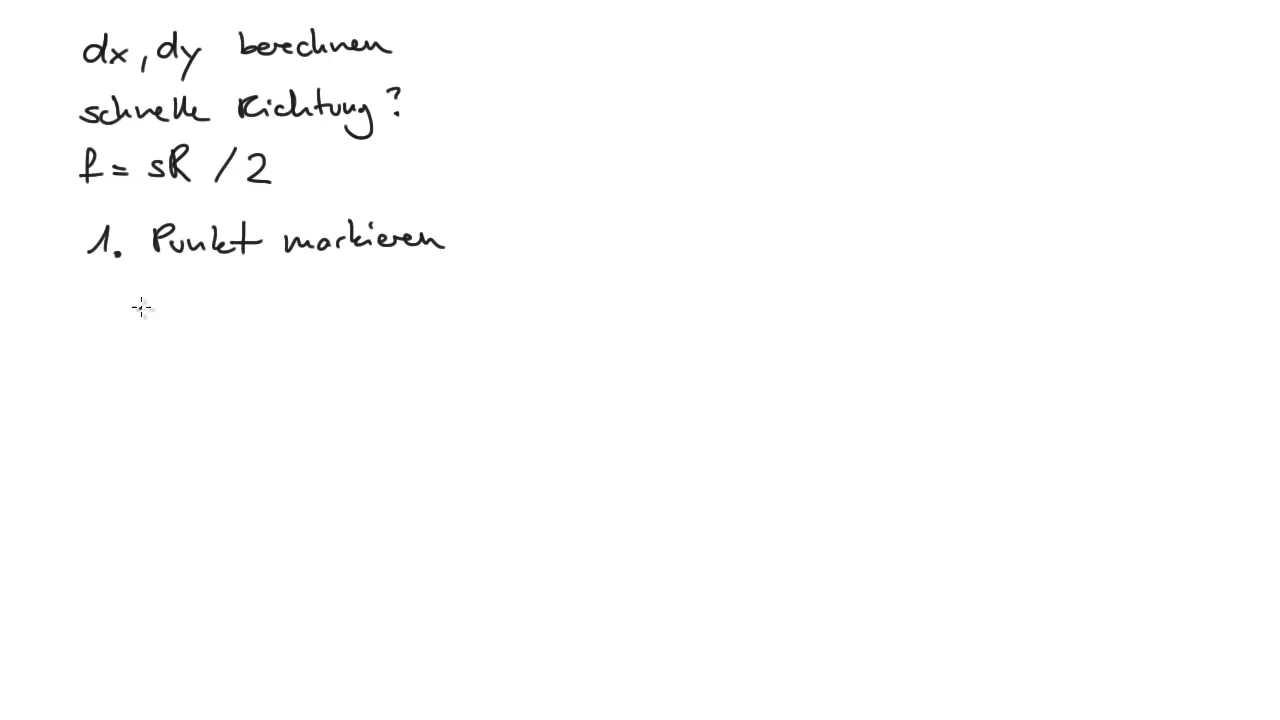 dx, dy berechnen
schnelle Richtung?
f = sR / 2
1. Punkt markieren